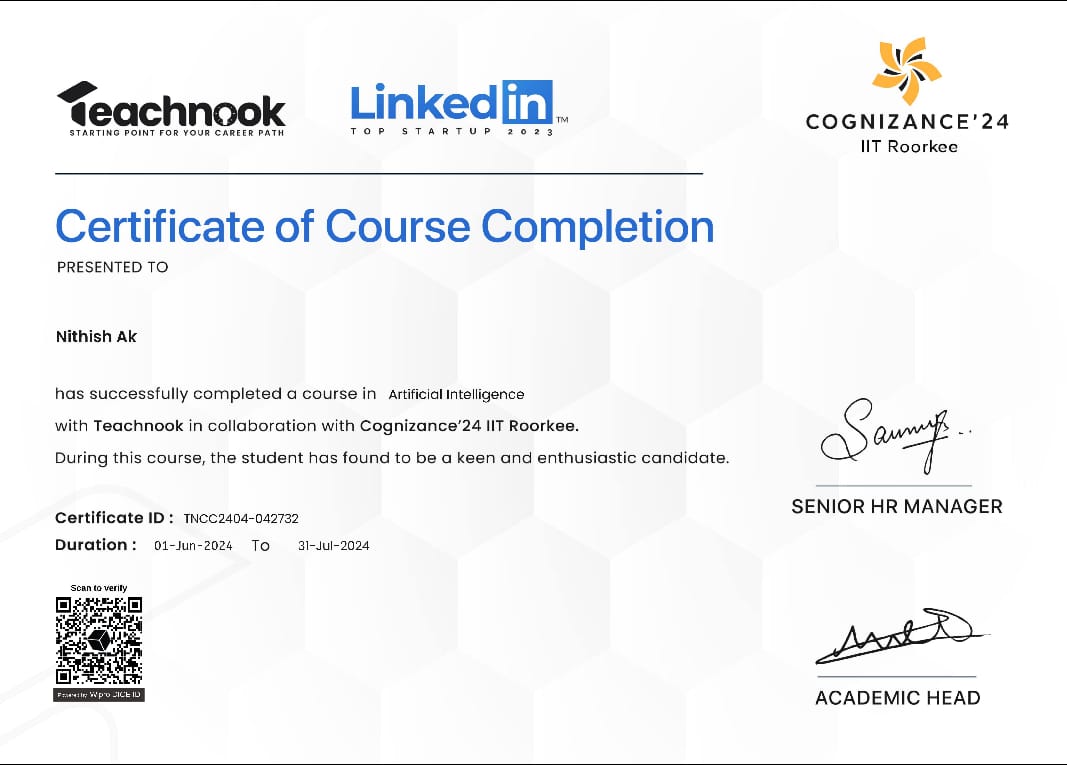 Teachnook
STARTING POINT FOR YOUR CAREER PATH
Linkedin™
TOP STARTUP 2023
COGNIZANCE'24
IIT Roorkee
Certificate of Course Completion
PRESENTED TO
Nithish Ak
has successfully completed a course in Artificial Intelligence
with Teachnook in collaboration with Cognizance'24 IIT Roorkee.
During this course, the student has found to be a keen and enthusiastic candidate.
Certificate ID : TNCC2404-042732
Duration : 01-Jun-2024 To 31-Jul-2024
Scan to verify
Powered by Wipro DICE ID
SENIOR HR MANAGER
ACADEMIC HEAD